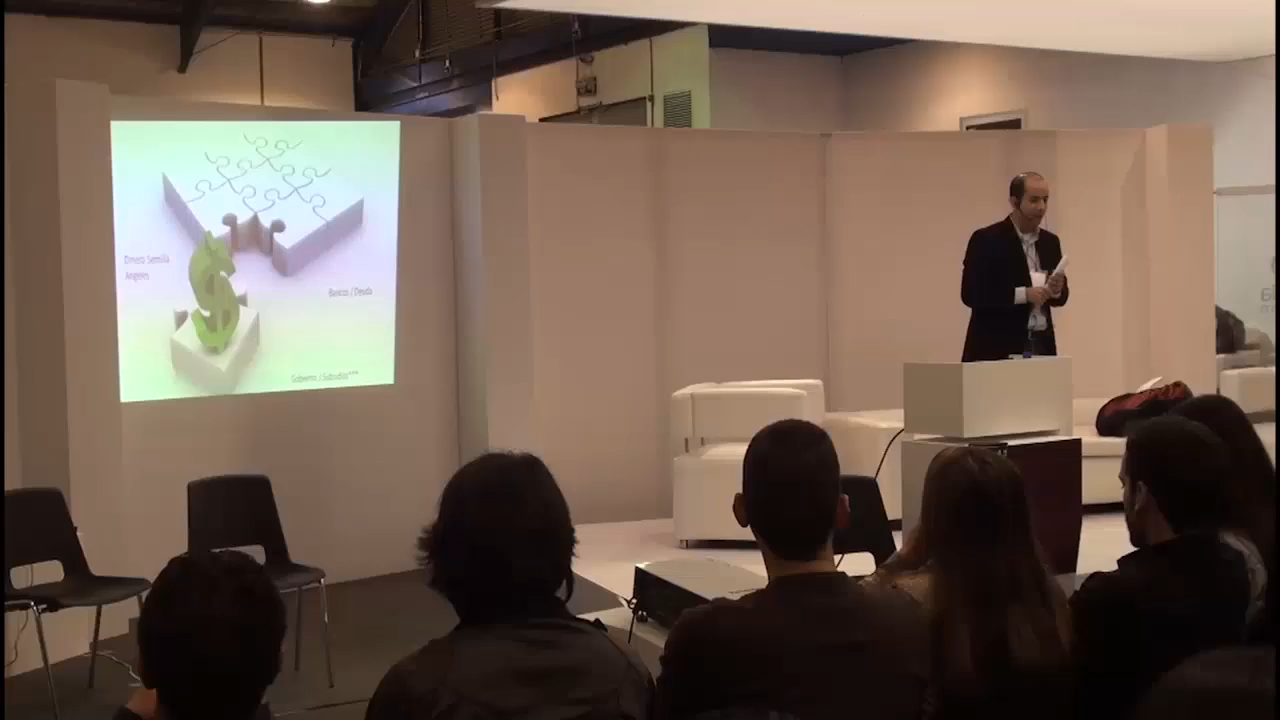 Dinero Semilla
Angeles
Bancos / Deuda
Gobierno / Subsidios***
$